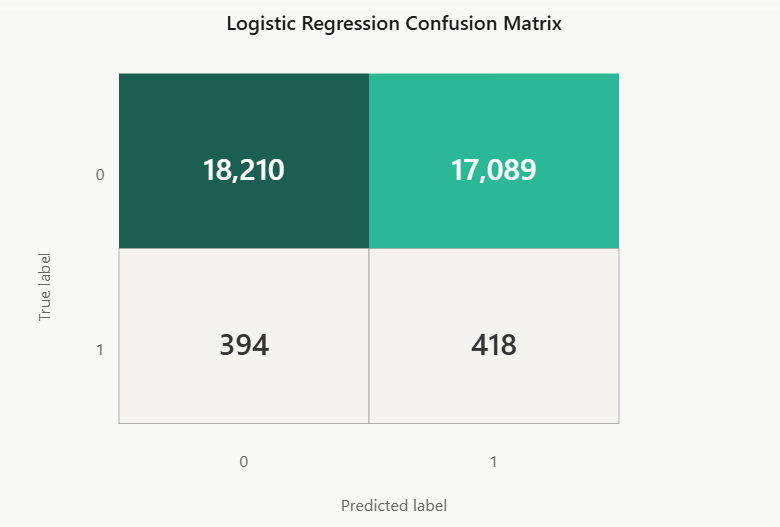 Logistic Regression Confusion Matrix
0
18,210
17,089
True label
1
394
418
0
1
Predicted label